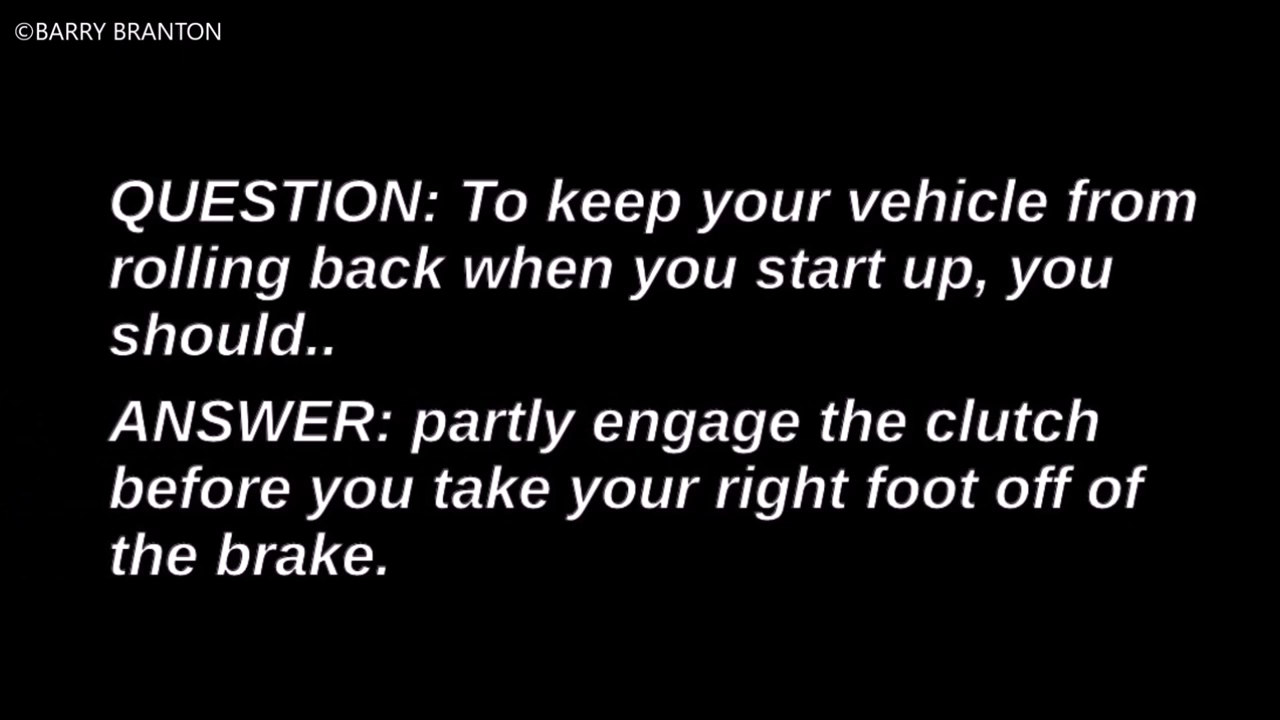 ©BARRY BRANTON
QUESTION: To keep your vehicle from
rolling back when you start up, you
should..
ANSWER: partly engage the clutch
before you take your right foot off of
the brake.